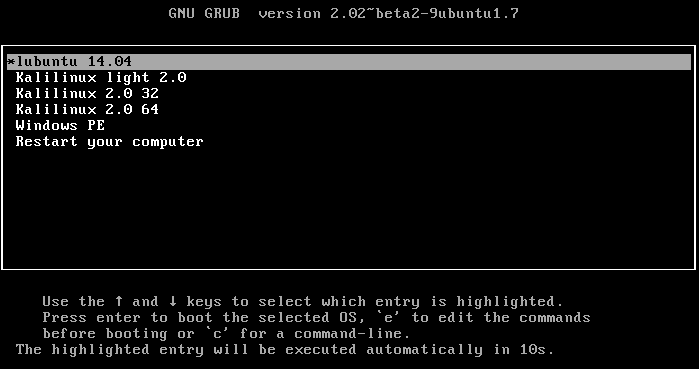 GNU GRUB  version 2.02~beta2-9ubuntu1.7
*lubuntu 14.04
Kalilinux light 2.0
Kalilinux 2.0 32
Kalilinux 2.0 64
Windows PE
Restart your computer
Use the ↑ and ↓ keys to select which entry is highlighted.
Press enter to boot the selected OS, `e' to edit the commands
before booting or `c' for a command-line.
The highlighted entry will be executed automatically in 10s.